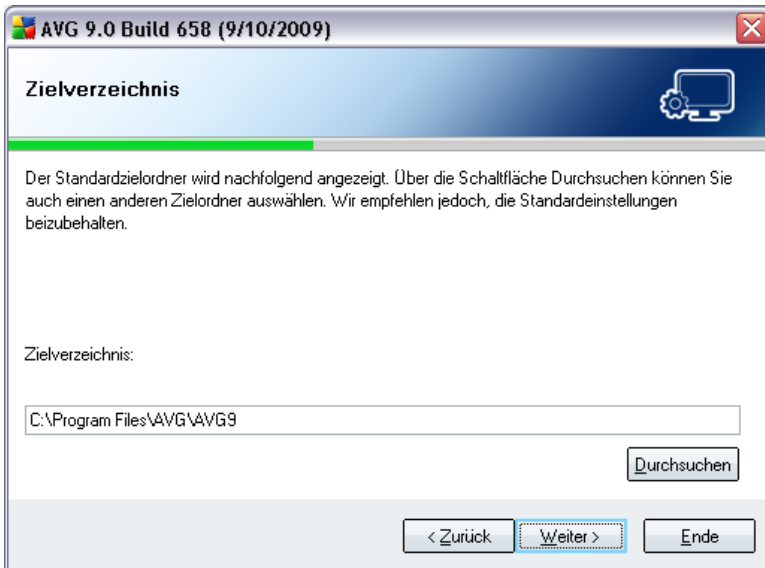 AVG 9.0 Build 658 (9/10/2009)
Zielverzeichnis
Der Standardzielordner wird nachfolgend angezeigt. Über die Schaltfläche Durchsuchen können Sie
auch einen anderen Zielordner auswählen. Wir empfehlen jedoch, die Standardeinstellungen
beizubehalten.
Zielverzeichnis:
C:\Program Files\AVG\AVG9
Durchsuchen
< Zurück
Weiter >
Ende